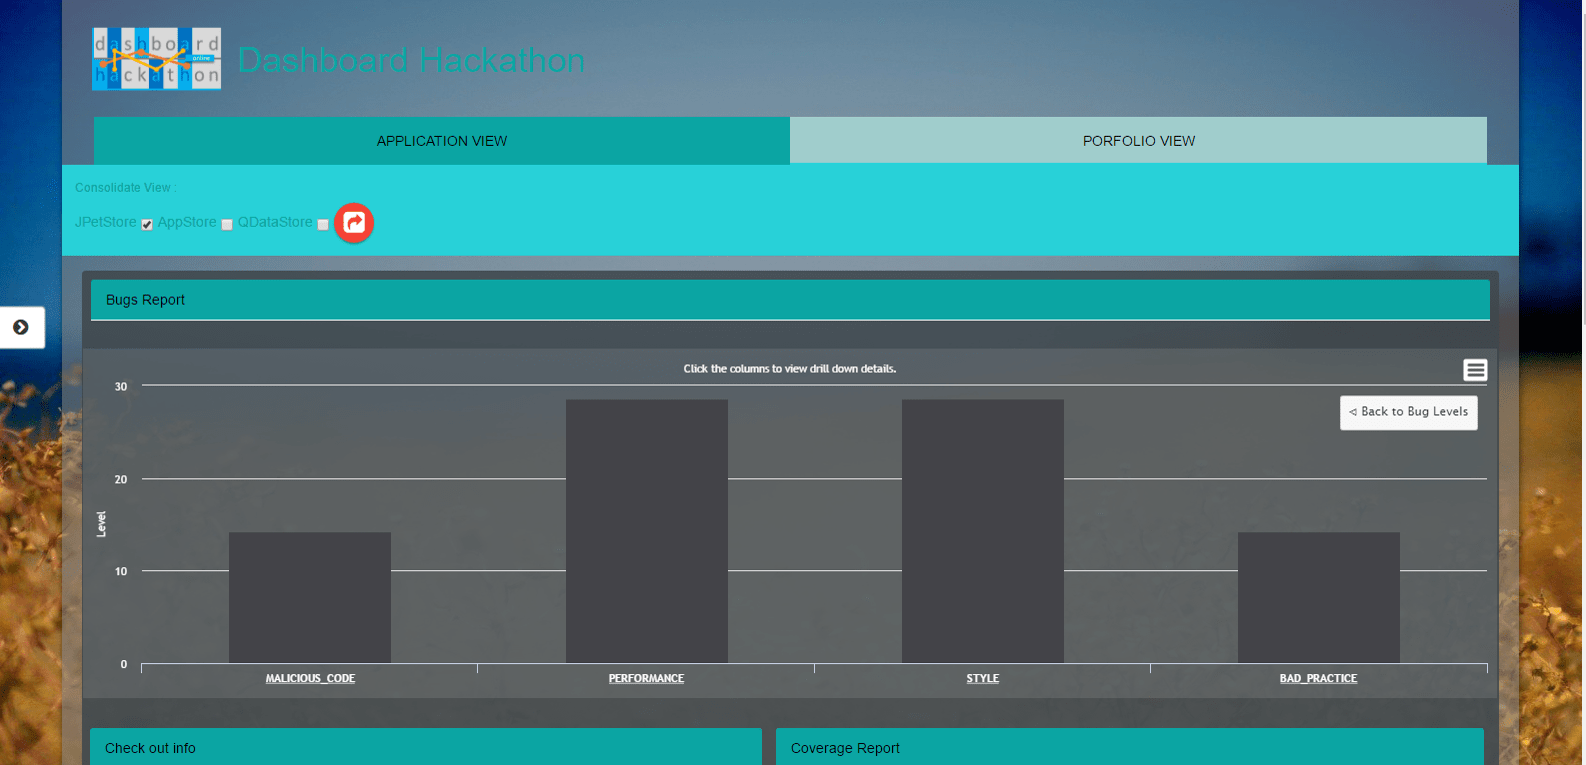 dashboard
online
hackathon
Dashboard Hackathon
APPLICATION VIEW
PORFOLIO VIEW
Consolidate View :
JPetStore AppStore QDataStore
Bugs Report
Click the columns to view drill down details.
Back to Bug Levels
30
20
10
0
Level
MALICIOUS_CODE
PERFORMANCE
STYLE
BAD_PRACTICE
Check out info
Coverage Report